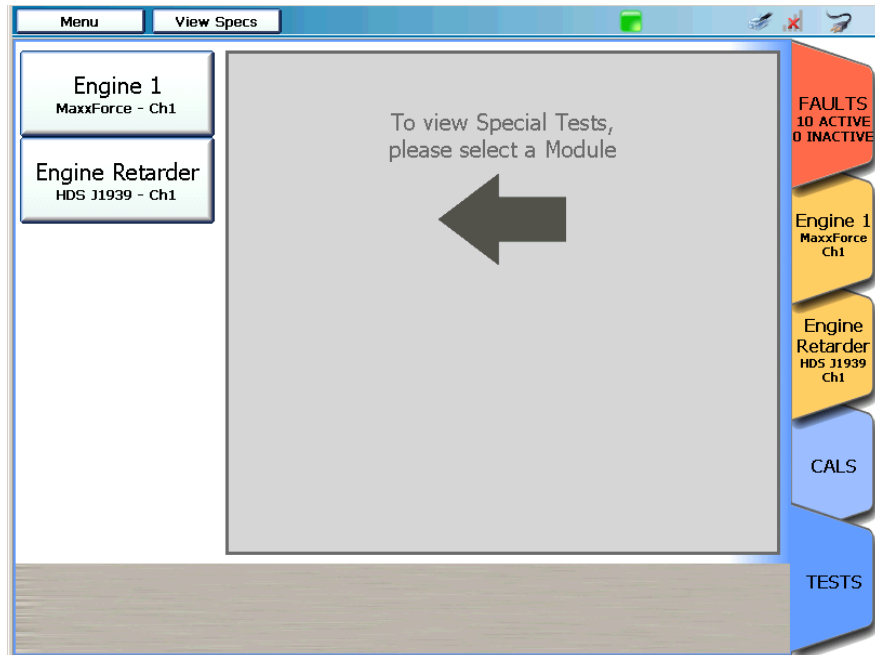 Menu
View Specs
Engine 1
MaxxForce - Ch1
Engine Retarder
HDS J1939 - Ch1
To view Special Tests,
please select a Module
FAULTS
10 ACTIVE
0 INACTIVE
Engine 1
MaxxForce
Ch1
Engine
Retarder
HDS J1939
Ch1
CALS
TESTS